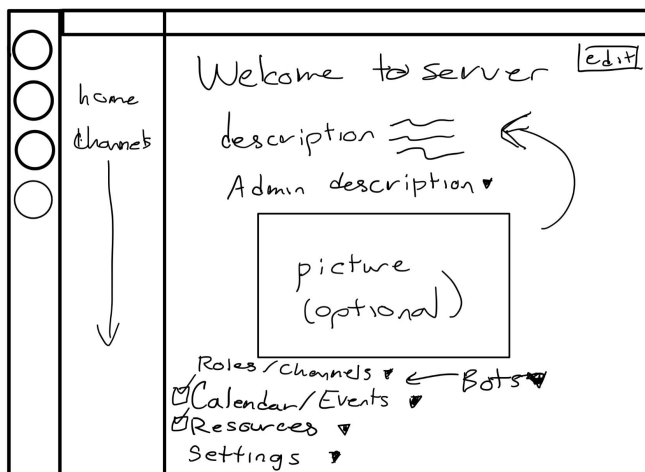 Welcome to server
edit
home
channels
description
Admin description
picture
(optional)
Roles/Channels
Bots
Calendar/Events
Resources
Settings